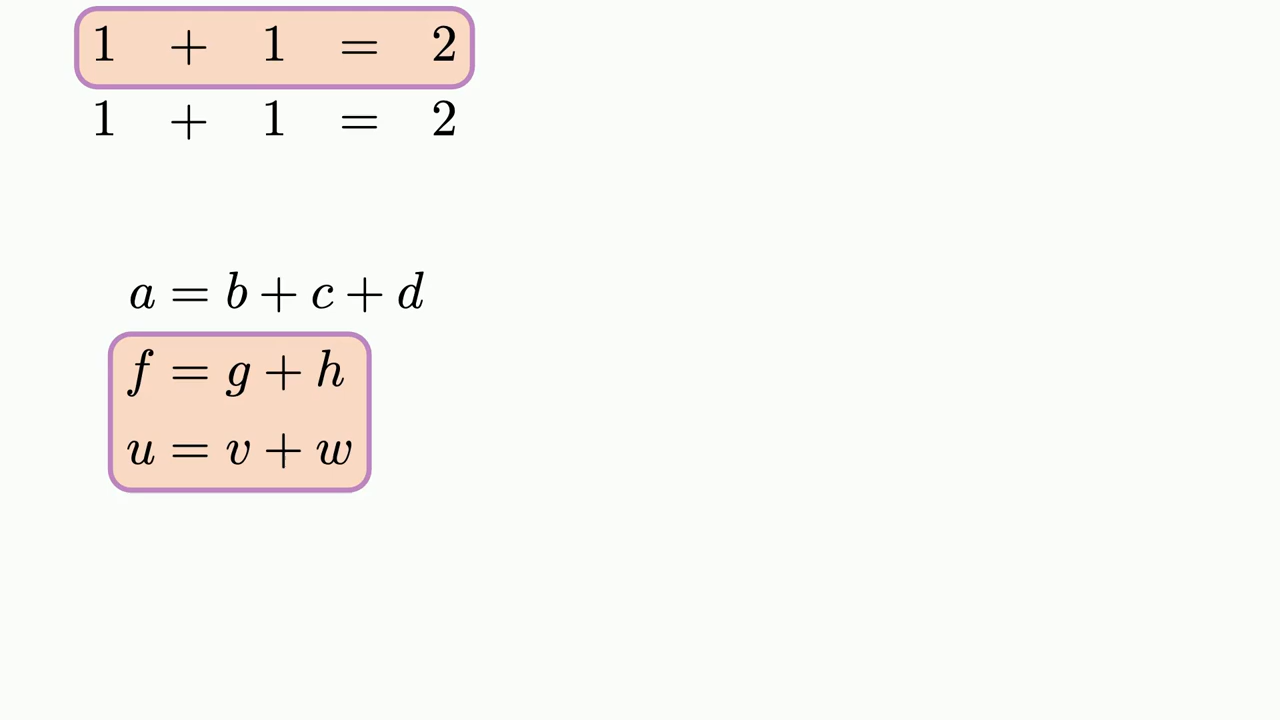 1 + 1 = 2
1 + 1 = 2
a = b + c + d
f = g + h
u = v + w